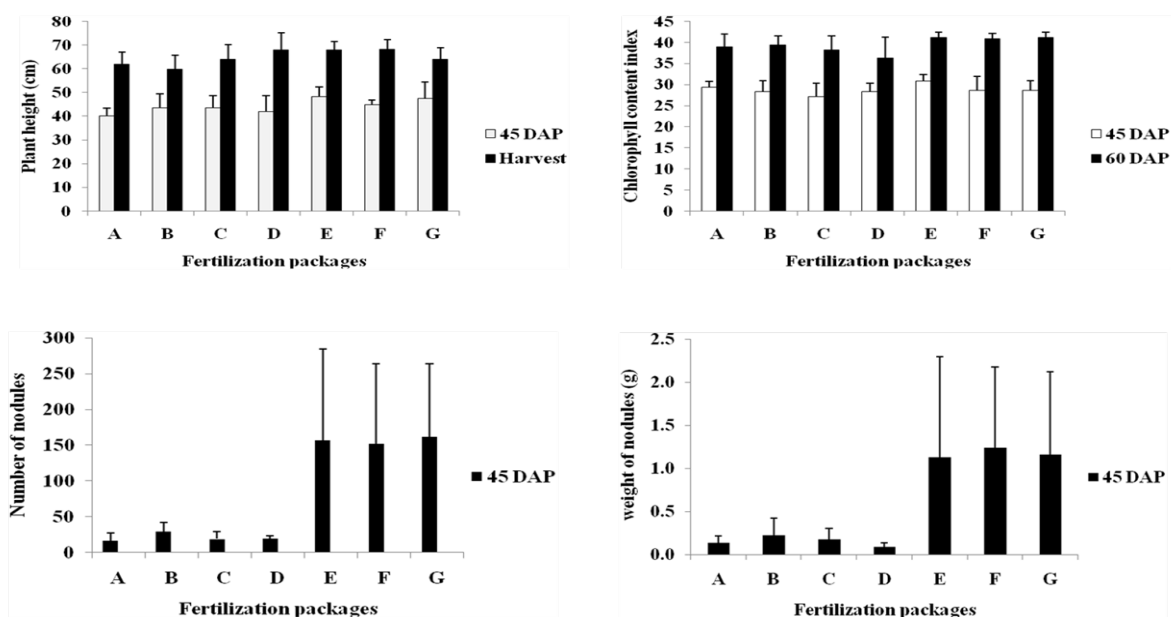 Plant height (cm)
80
70
60
50
40
30
20
10
0
A B C D E F G
Fertilization packages
45 DAP
Harvest
Chlorophyll content index
45
40
35
30
25
20
15
10
5
0
A B C D E F G
Fertilization packages
45 DAP
60 DAP
Number of nodules
300
250
200
150
100
50
0
A B C D E F G
Fertilization packages
45 DAP
weight of nodules (g)
2.5
2.0
1.5
1.0
0.5
0.0
A B C D E F G
Fertilization packages
45 DAP